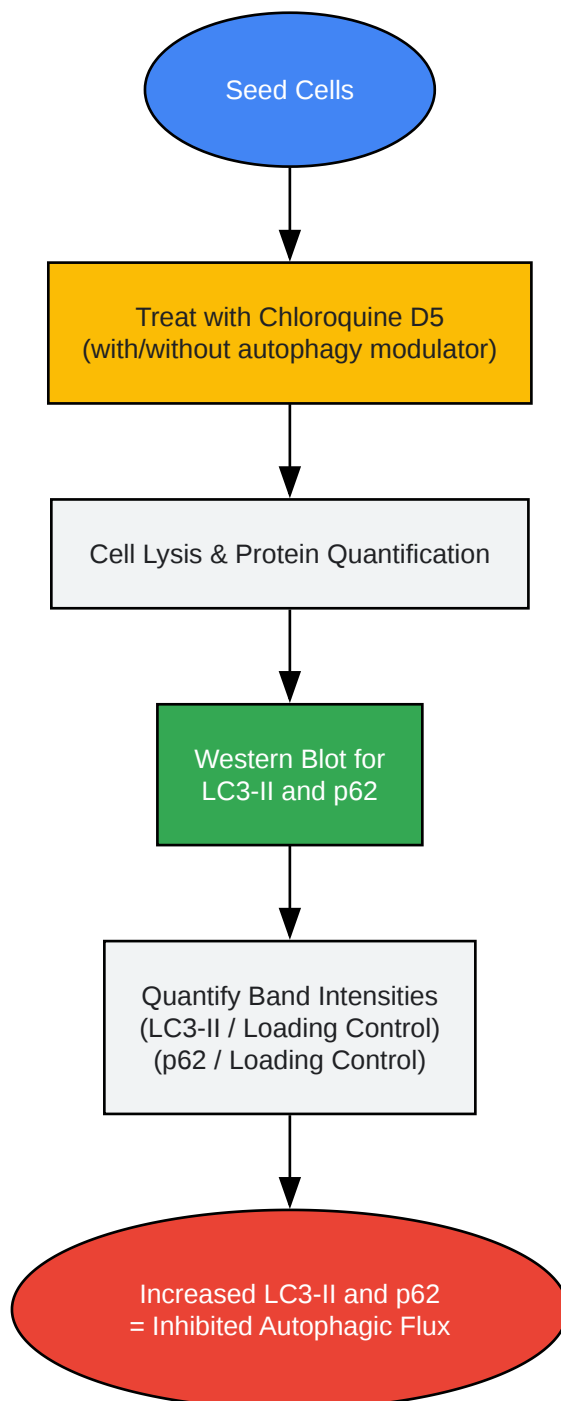 Seed Cells
Treat with Chloroquine D5
(with/without autophagy modulator)
Cell Lysis & Protein Quantification
Western Blot for
LC3-II and p62
Quantify Band Intensities
(LC3-II / Loading Control)
(p62 / Loading Control)
Increased LC3-II and p62
= Inhibited Autophagic Flux